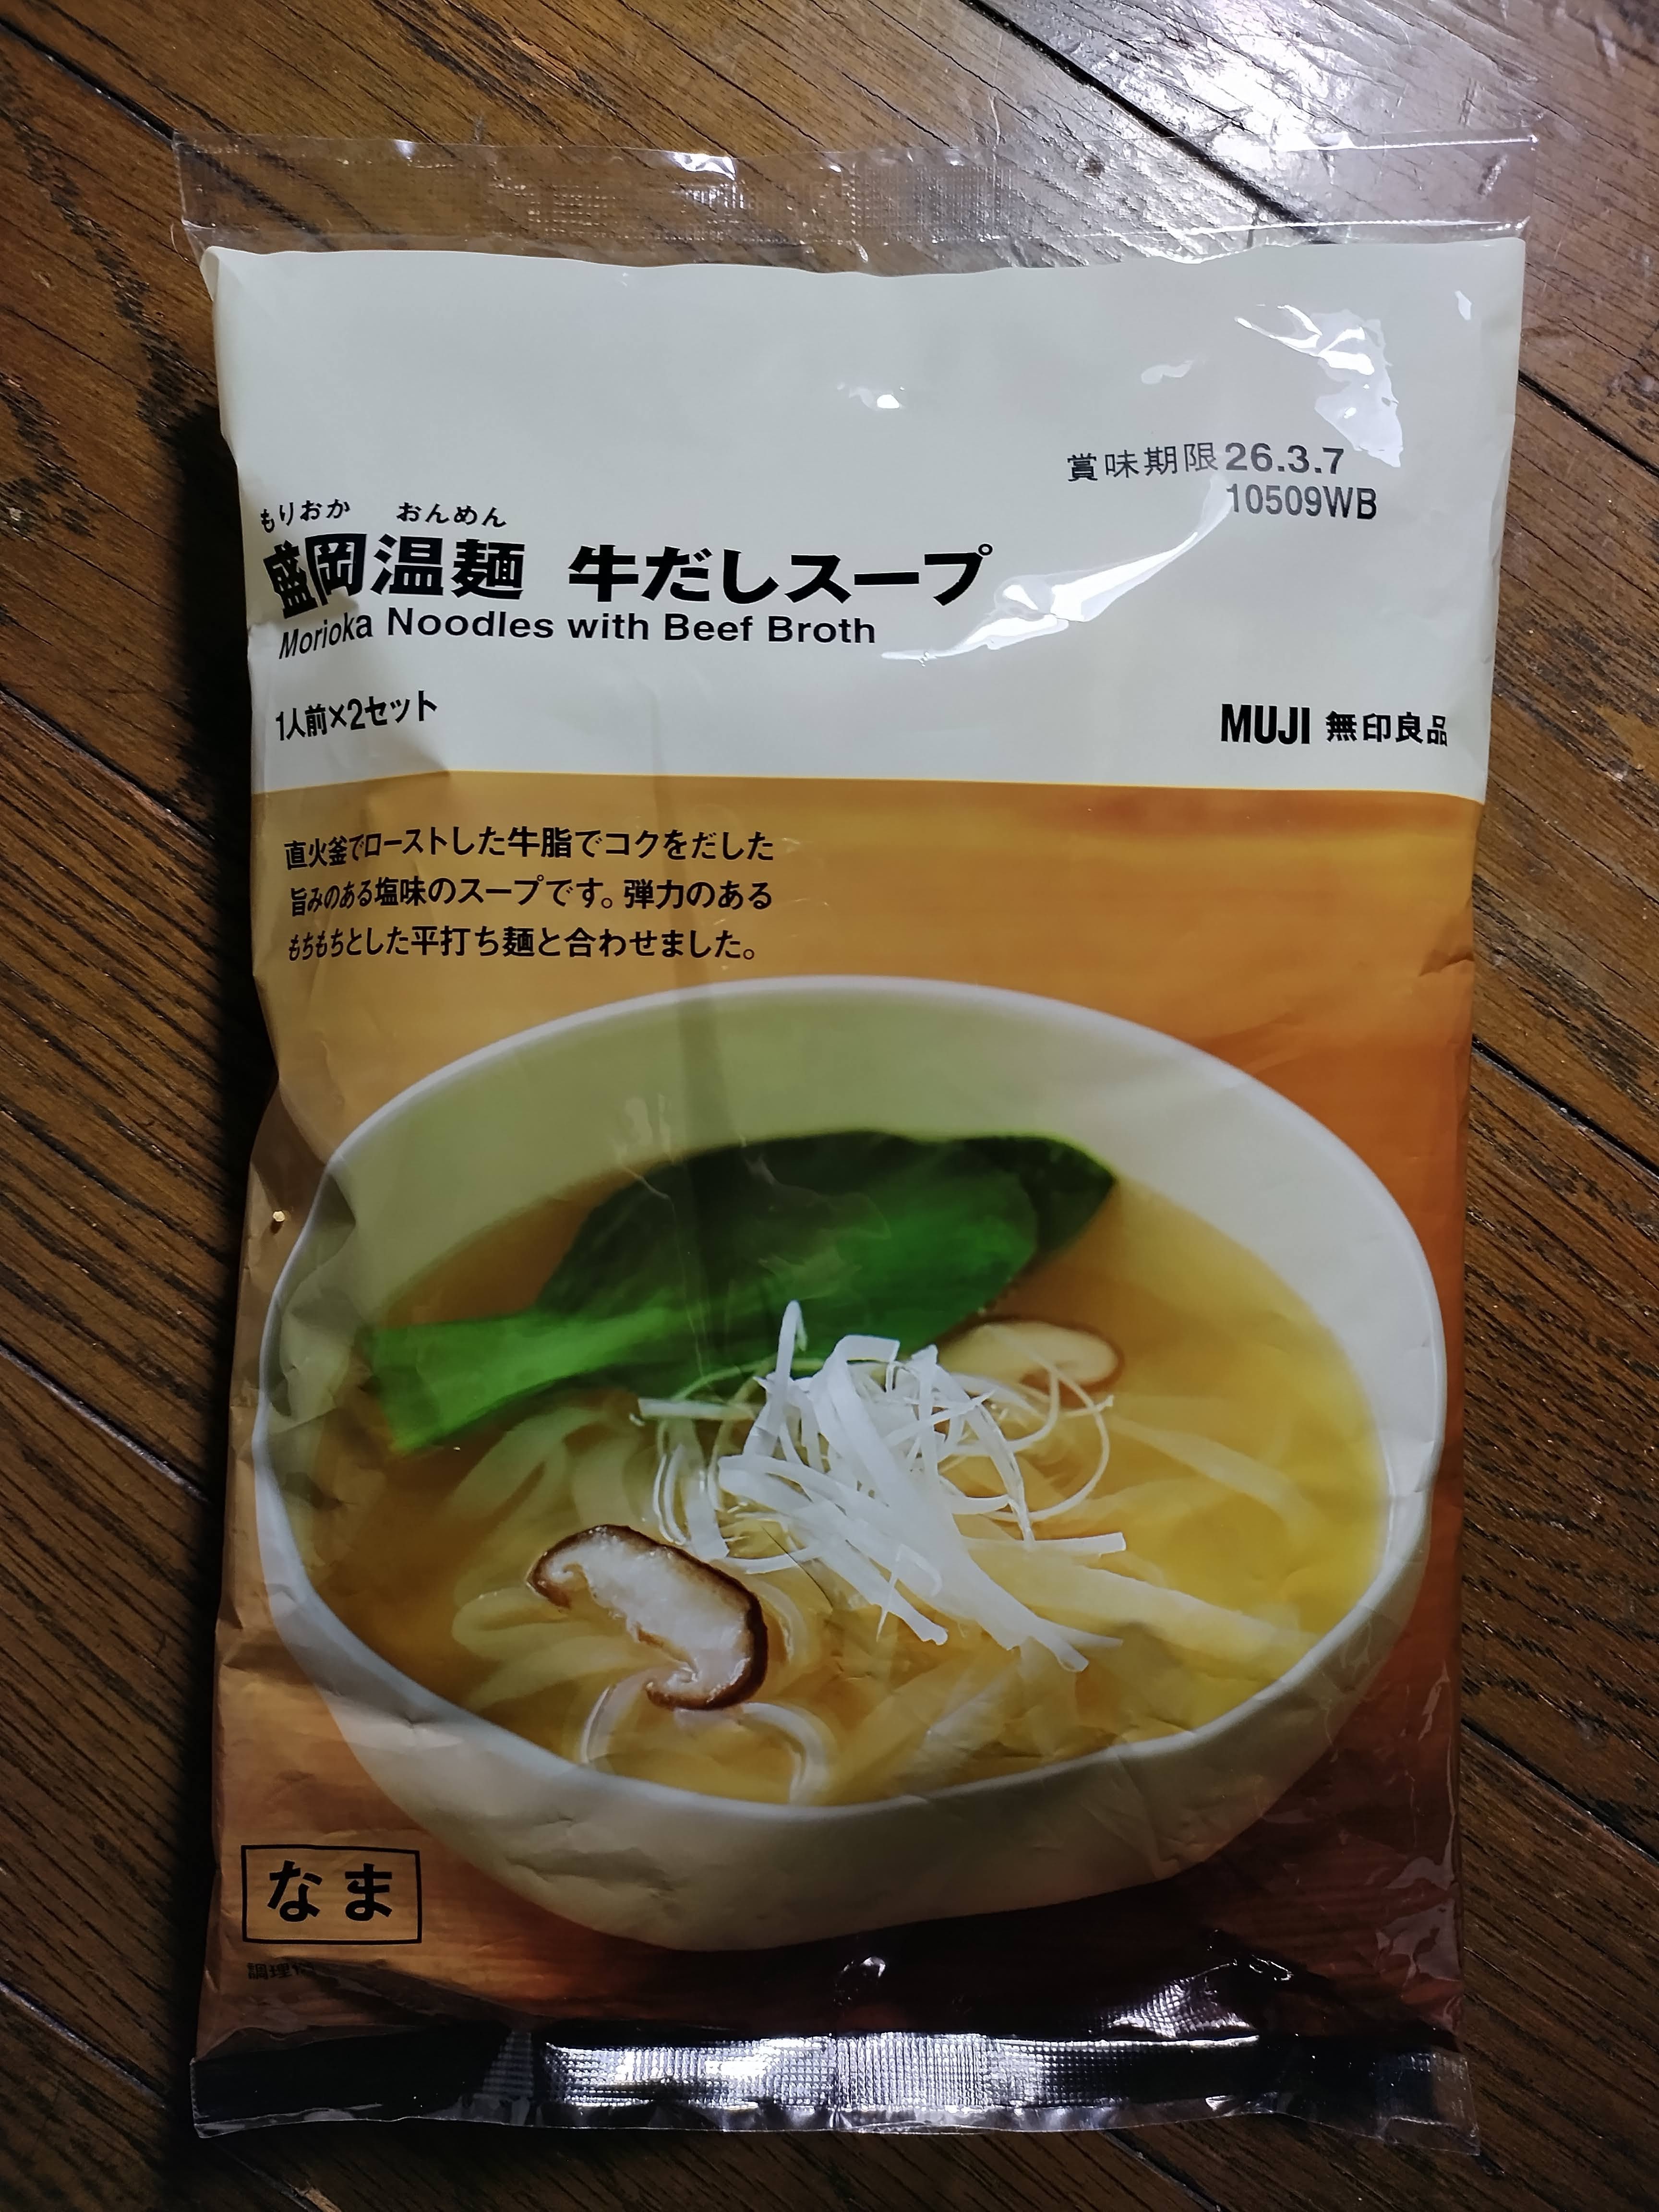 賞味期限 26.3.7
10509WB
もりおか おんめん
盛岡温麺 牛だしスープ
Morioka Noodles with Beef Broth
1人前×2セット
MUJI 無印良品
直火釜でローストした牛脂でコクをだした
旨みのある塩味のスープです。弾力のある
もちもちとした平打ち麺と合わせました。
なま
調理